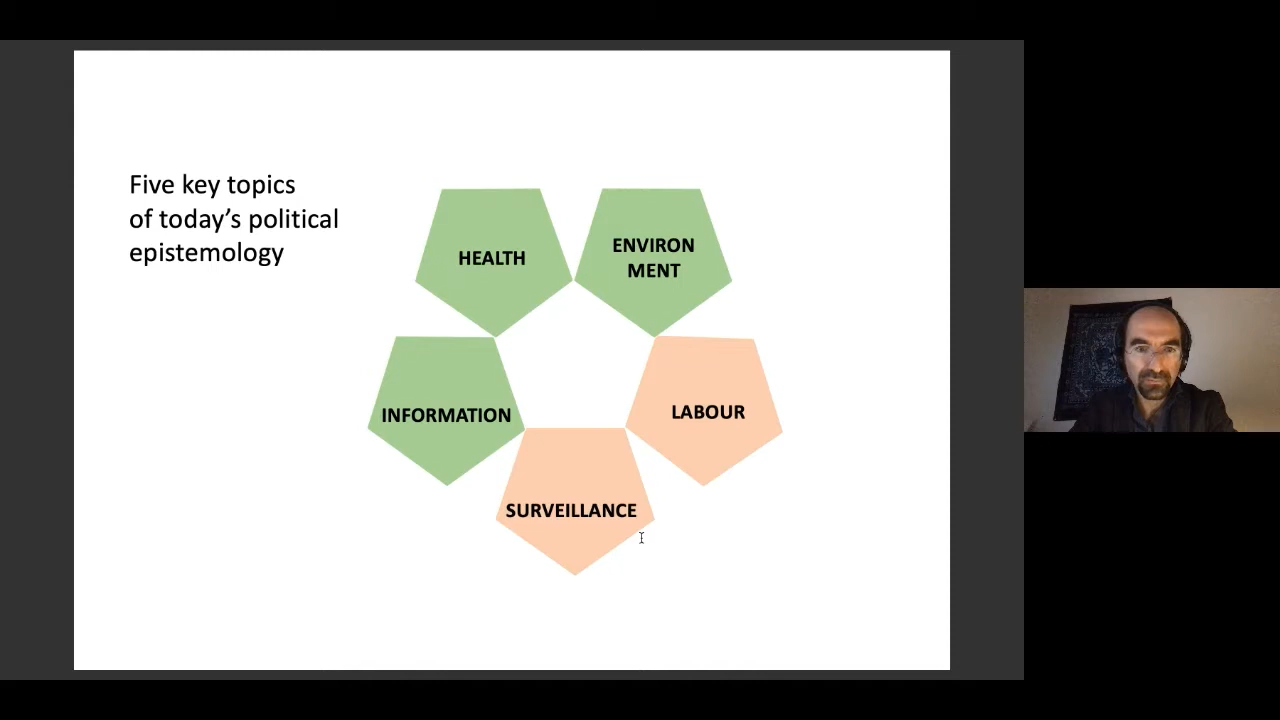 Five key topics
of today’s political
epistemology
HEALTH
ENVIRON
MENT
INFORMATION
LABOUR
SURVEILLANCE